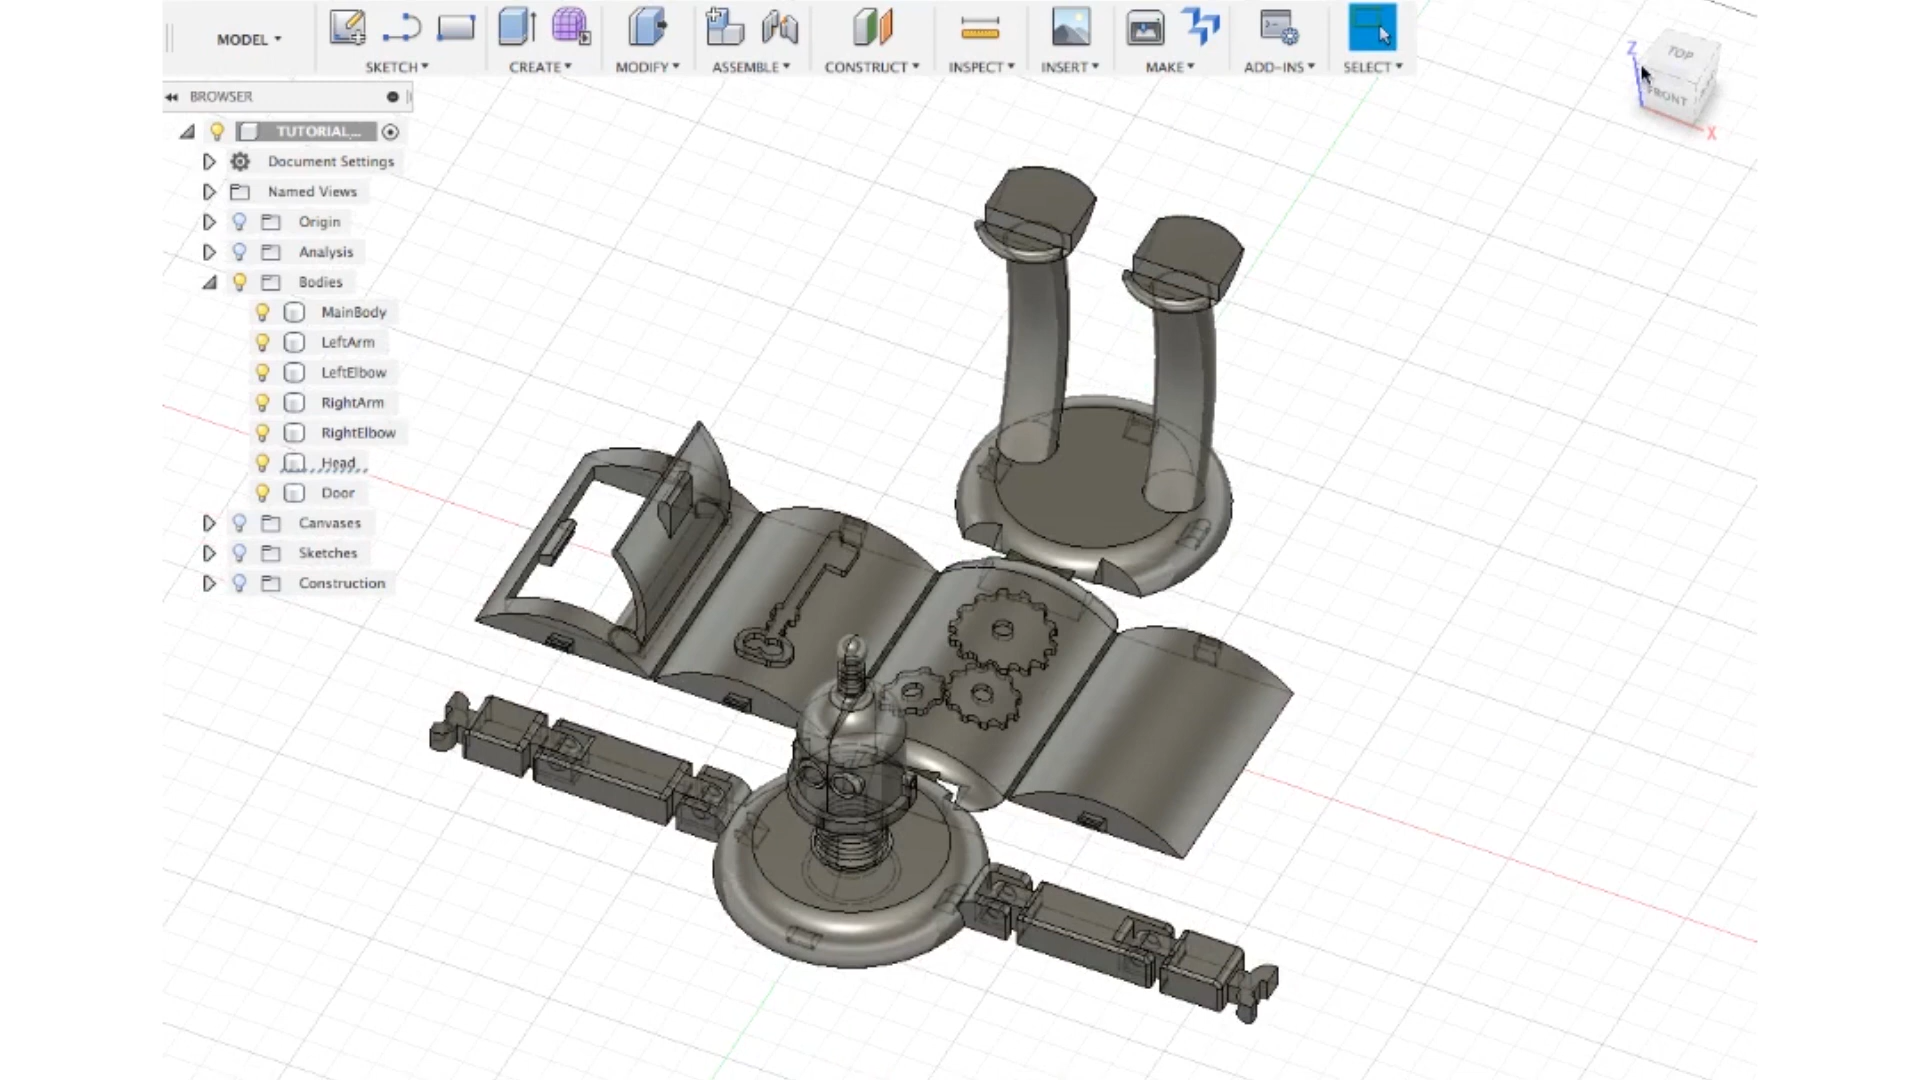 MODEL
SKETCH
CREATE
MODIFY
ASSEMBLE
CONSTRUCT
INSPECT
INSERT
MAKE
ADD-INS
SELECT
BROWSER
TUTORIAL...
Document Settings
Named Views
Origin
Analysis
Bodies
MainBody
LeftArm
LeftElbow
RightArm
RightElbow
Head
Door
Canvases
Sketches
Construction
Z
TOP
FRONT
X